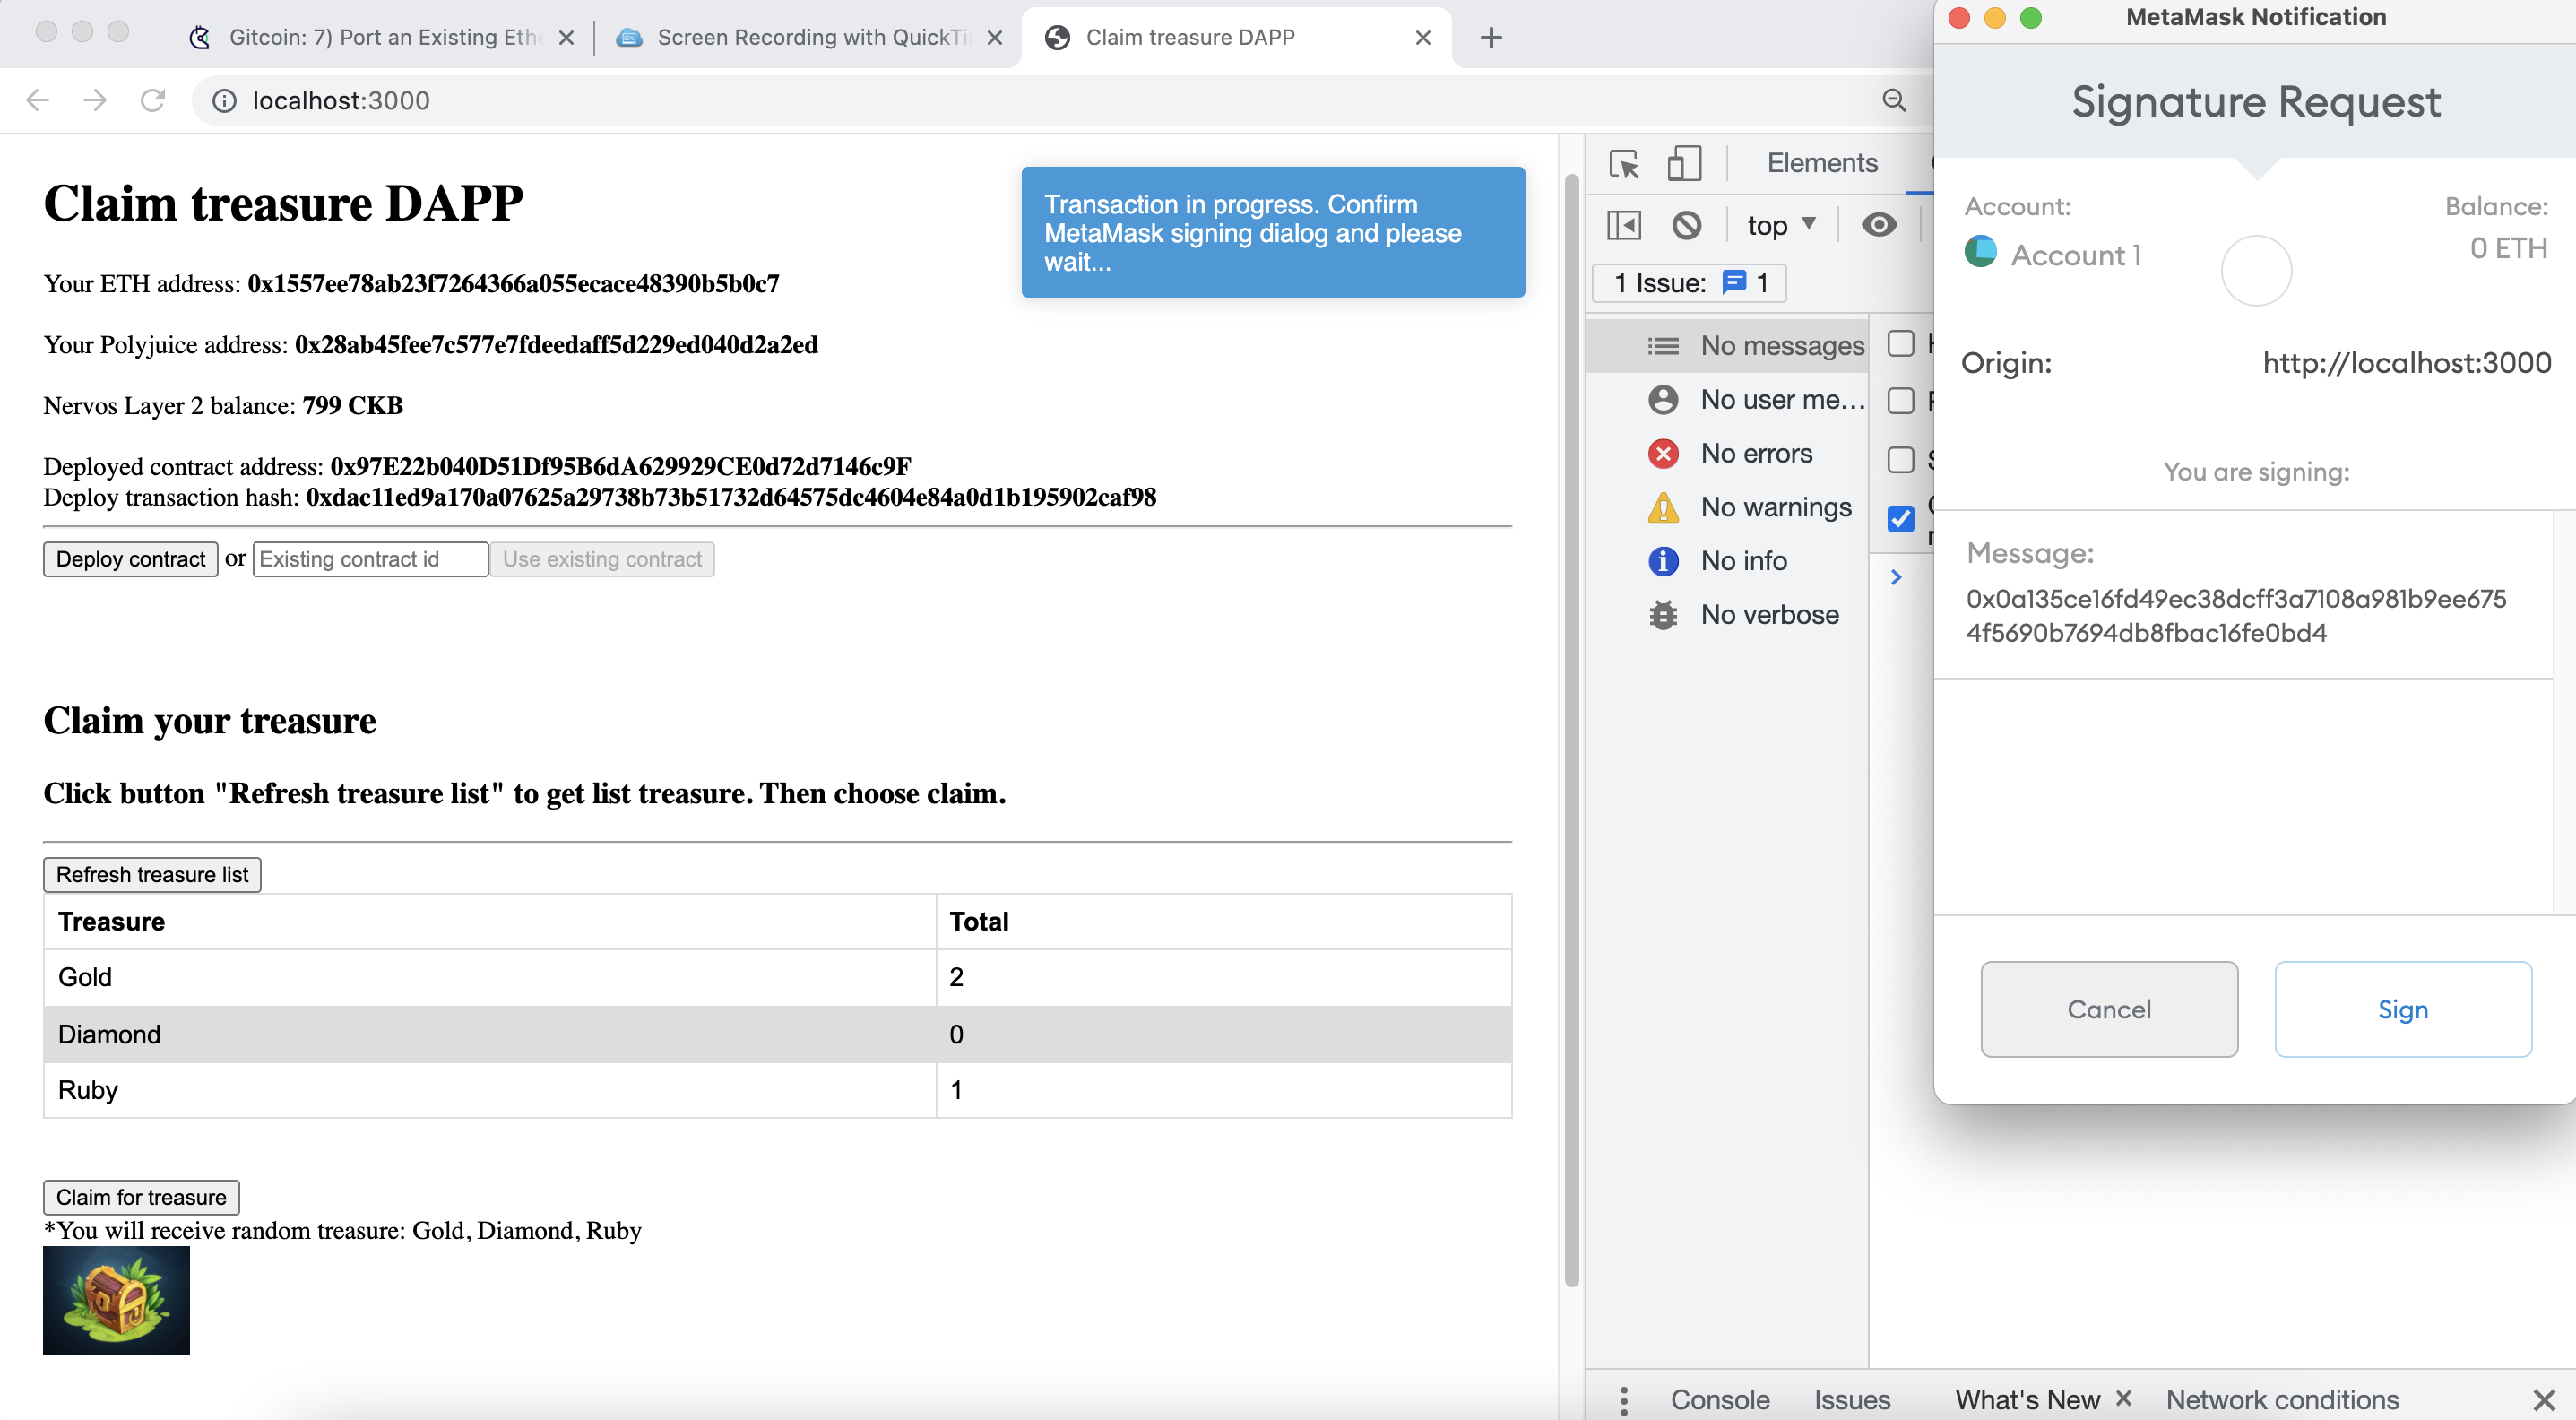 Gitcoin: 7) Port an Existing Ethe
Screen Recording with QuickTi
Claim treasure DAPP
localhost:3000
Claim treasure DAPP
Your ETH address: 0x1557ee78ab23f7264366a055ecace48390b5b0c7
Your Polyjuice address: 0x28ab45fee7c577e7fdeedaff5d229ed040d2a2ed
Nervos Layer 2 balance: 799 CKB
Deployed contract address: 0x97E22b040D51Df95B6dA629929CE0d72d7146c9F
Deploy transaction hash: 0xdac11ed9a170a07625a29738b73b51732d64575dc4604e84a0d1b195902caf98
Deploy contract or Existing contract id Use existing contract
Transaction in progress. Confirm
MetaMask signing dialog and please
wait...
Claim your treasure
Click button "Refresh treasure list" to get list treasure. Then choose claim.
Refresh treasure list
Treasure Total
Gold 2
Diamond 0
Ruby 1
Claim for treasure
*You will receive random treasure: Gold, Diamond, Ruby
Elements
top
1 Issue: 1
No messages
No user me...
No errors
No warnings
No info
No verbose
Console Issues What's New Network conditions
MetaMask Notification
Signature Request
Account: Balance:
Account 1 0 ETH
Origin: http://localhost:3000
You are signing:
Message:
0x0a135ce16fd49ec38dcff3a7108a981b9ee675
4f5690b7694db8fbac16fe0bd4
Cancel Sign